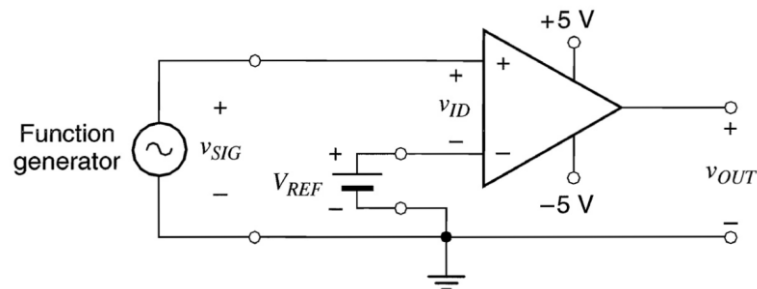 +5 V
+
+
+
v_ID
Function
generator
v_SIG
+
−
−
+
V_REF
−
−
−5 V
v_OUT
−